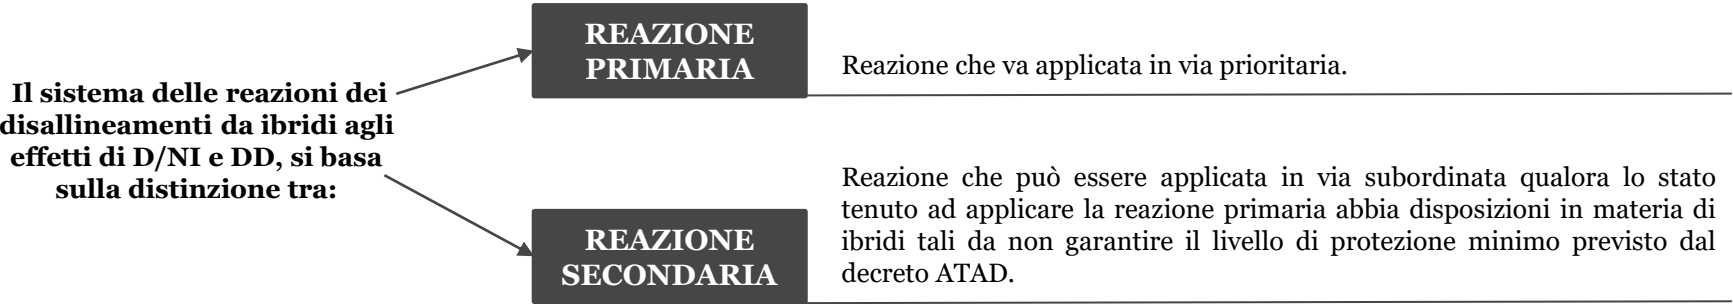 Il sistema delle reazioni dei
disallineamenti da ibridi agli
effetti di D/NI e DD, si basa
sulla distinzione tra:
REAZIONE
PRIMARIA
Reazione che va applicata in via prioritaria.
REAZIONE
SECONDARIA
Reazione che può essere applicata in via subordinata qualora lo stato
tenuto ad applicare la reazione primaria abbia disposizioni in materia di
ibridi tali da non garantire il livello di protezione minimo previsto dal
decreto ATAD.